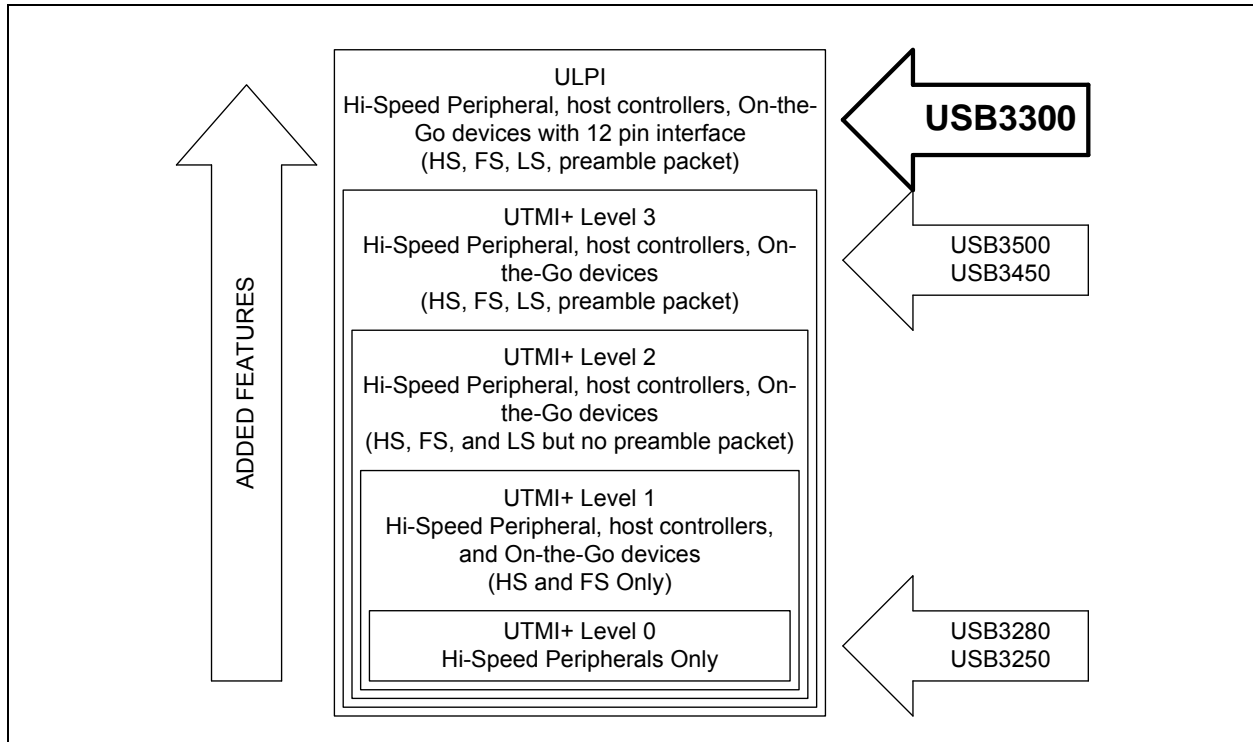 ULPI
Hi-Speed Peripheral, host controllers, On-the-
Go devices with 12 pin interface
(HS, FS, LS, preamble packet)
USB3300
UTMI+ Level 3
Hi-Speed Peripheral, host controllers, On-
the-Go devices
(HS, FS, LS, preamble packet)
USB3500
USB3450
ADDED FEATURES
UTMI+ Level 2
Hi-Speed Peripheral, host controllers, On-
the-Go devices
(HS, FS, and LS but no preamble packet)
UTMI+ Level 1
Hi-Speed Peripheral, host controllers,
and On-the-Go devices
(HS and FS Only)
UTMI+ Level 0
Hi-Speed Peripherals Only
USB3280
USB3250